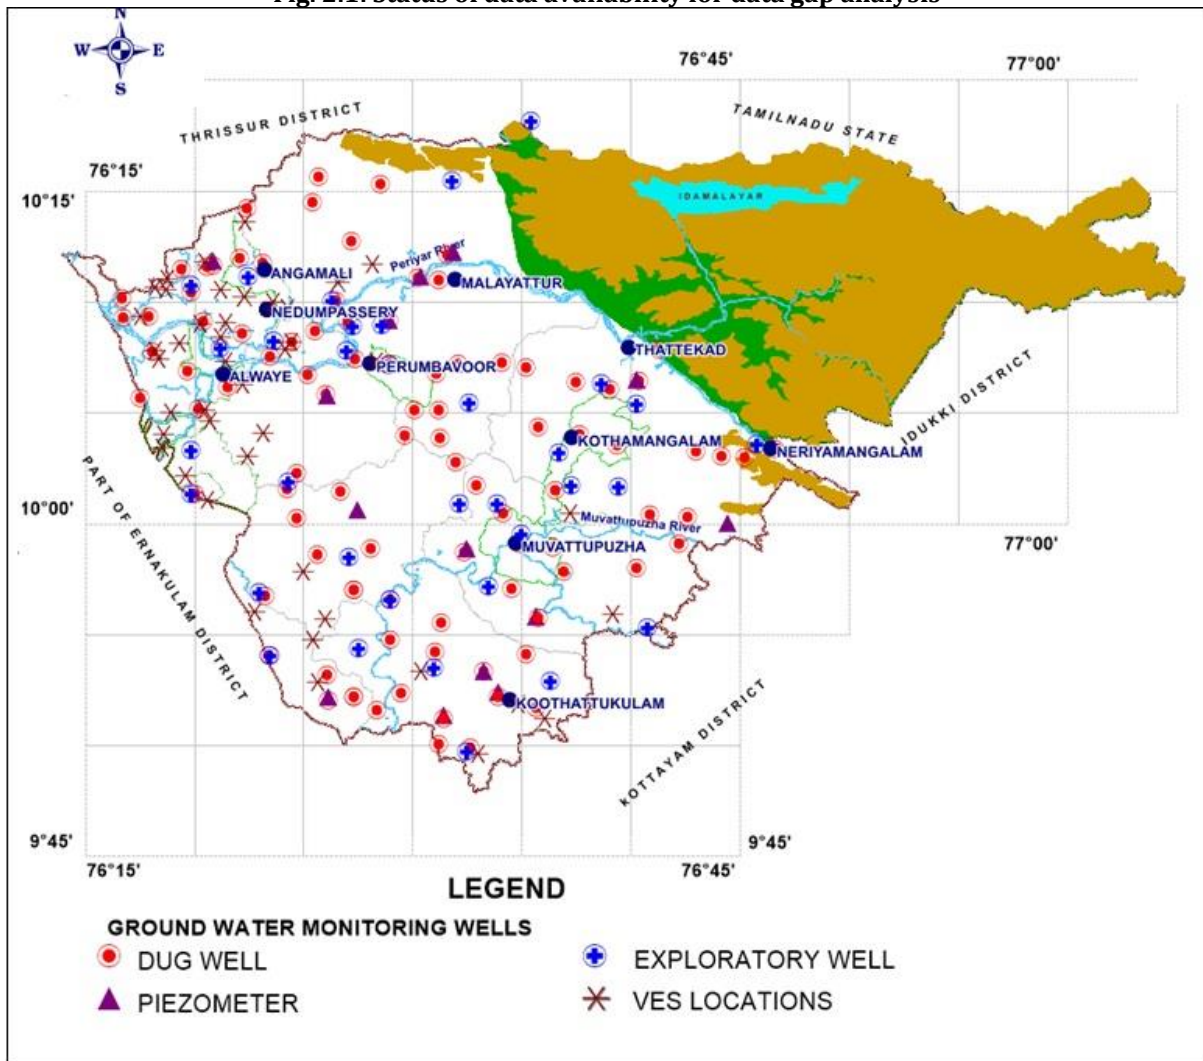 Fig. 2.1: Status of data availability for data gap analysis
N
W E
S
76°45'
77°00'
THRISSUR DISTRICT
TAMILNADU STATE
76°15'
10°15'
IDAMALAYAR
Periyar River
ANGAMALI
MALAYATTUR
NEDUMPASSERY
THATTEKAD
PERUMBAVOOR
ALWAYE
IDUKKI DISTRICT
KOTHAMANGALAM
NERIYAMANGALAM
PART OF ERNAKULAM DISTRICT
10°00'
Muvattupuzha River
77°00'
MUVATTUPUZHA
KOOTHATTUKULAM
kOTTAYAM DISTRICT
9°45'
9°45'
76°15'
76°45'
LEGEND
GROUND WATER MONITORING WELLS
DUG WELL
EXPLORATORY WELL
PIEZOMETER
VES LOCATIONS